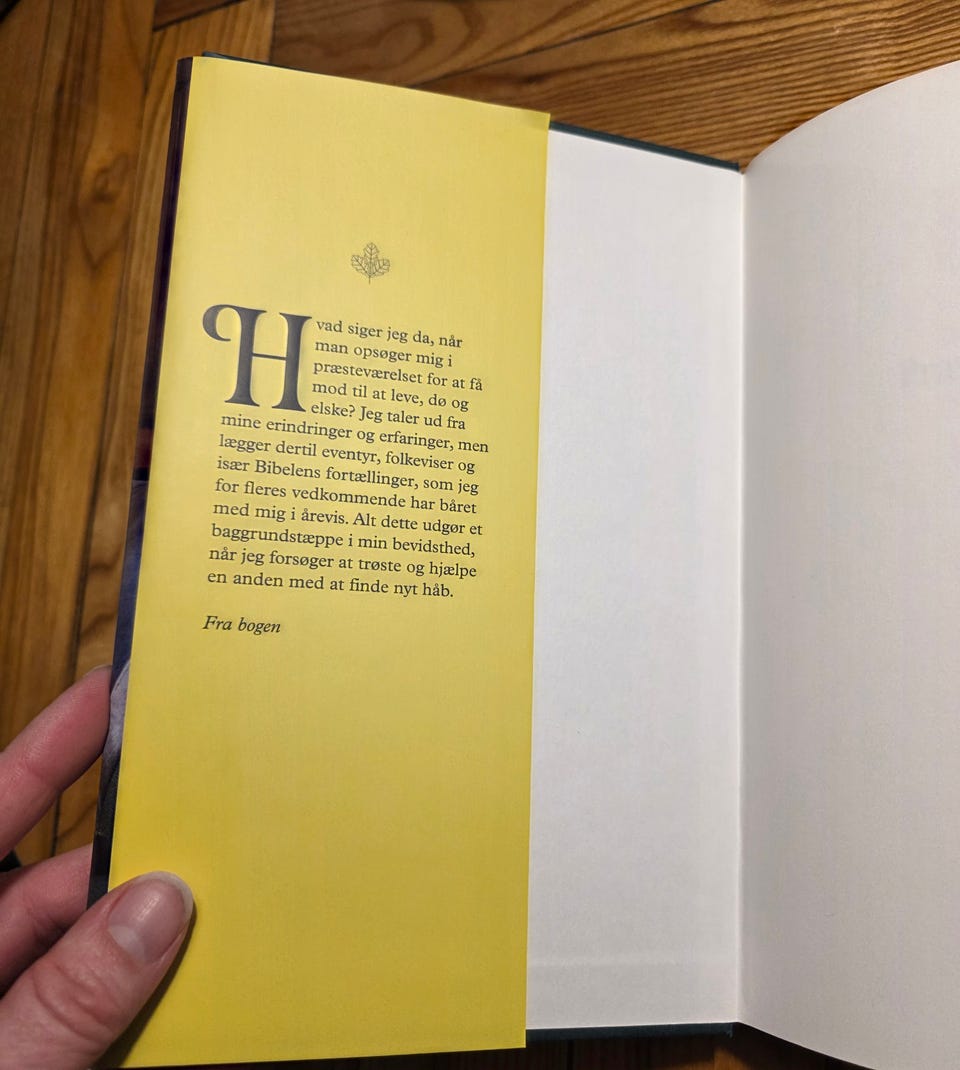 Hvad siger jeg da, når
man opsøger mig i
præsteværelset for at få
mod til at leve, dø og
elske? Jeg taler ud fra
mine erindringer og erfaringer, men
lægger dertil eventyr, folkeviser og
især Bibelens fortællinger, som jeg
for fleres vedkommende har båret
med mig i årevis. Alt dette udgør et
baggrundstæppe i min bevidsthed,
når jeg forsøger at trøste og hjælpe
en anden med at finde nyt håb.
Fra bogen